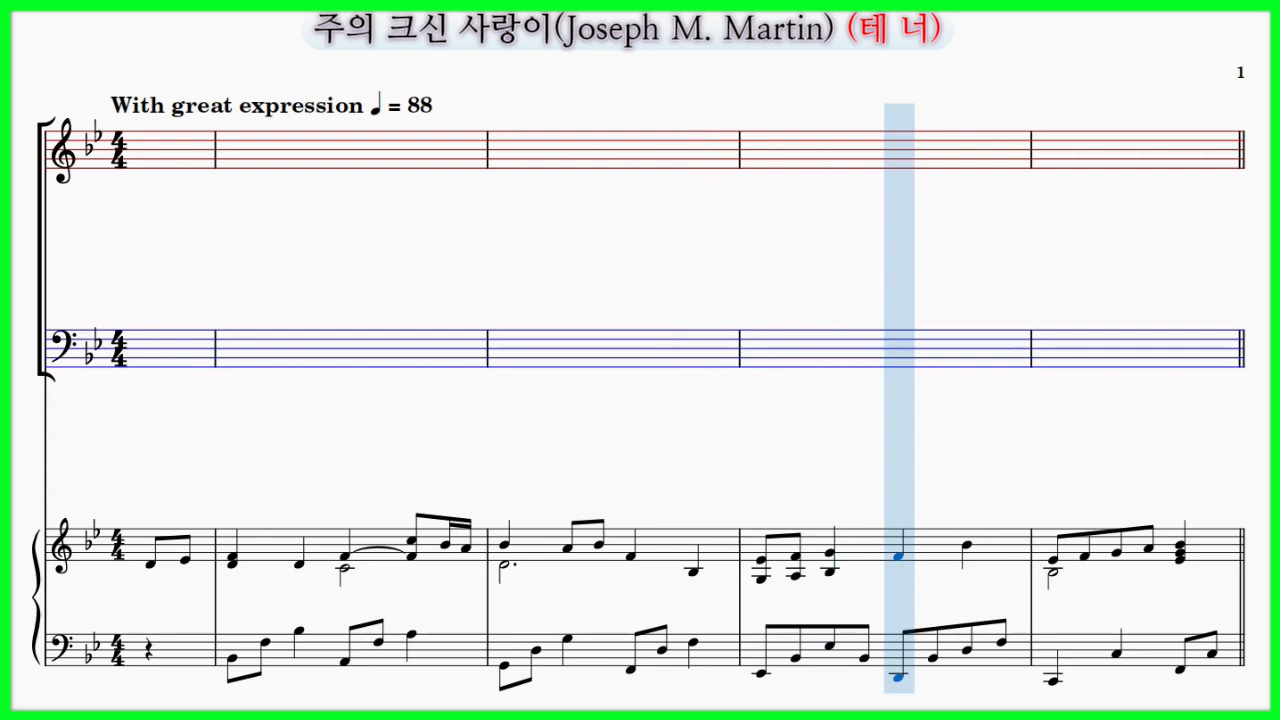 주의 크신 사랑이(Joseph M. Martin) (테 너)
1
With great expression ♩ = 88